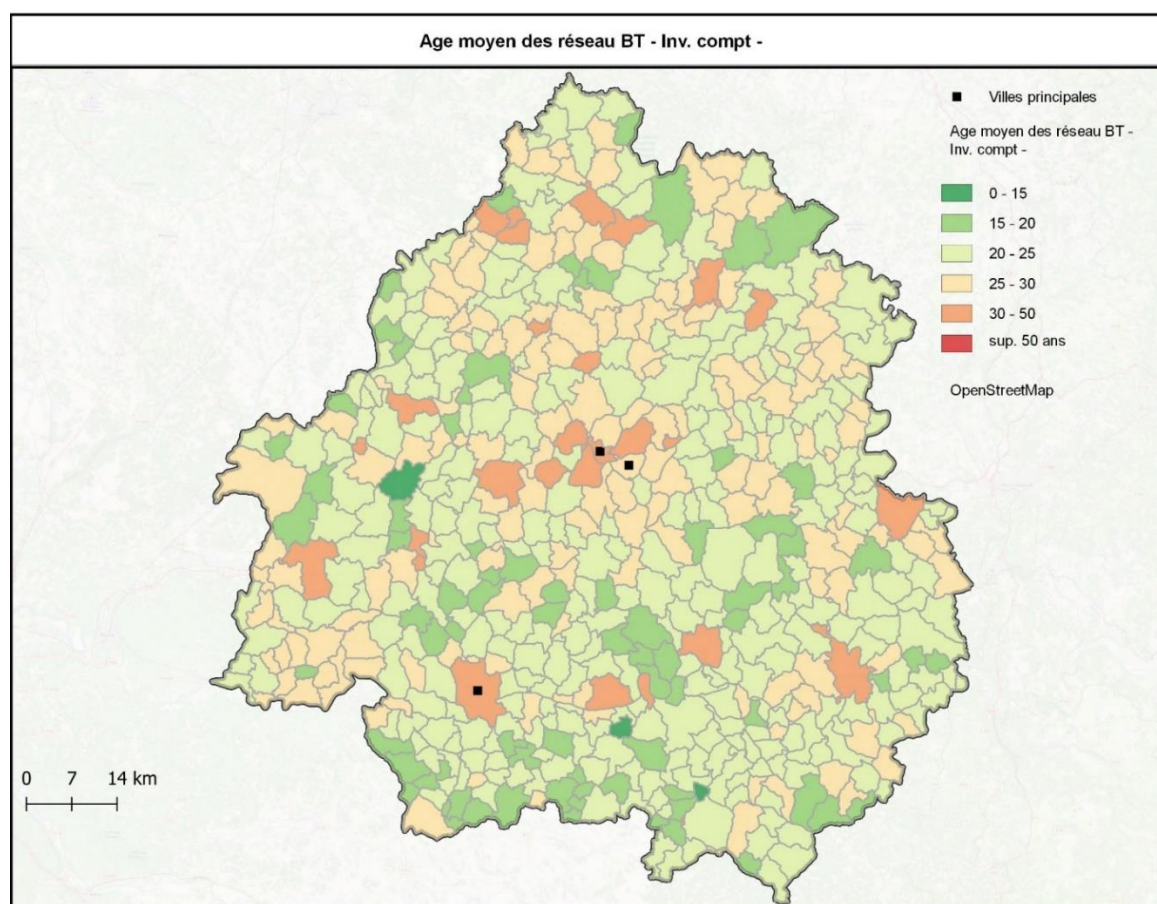 Age moyen des réseau BT - Inv. compt -
Villes principales
Age moyen des réseau BT -
Inv. compt -
0 - 15
15 - 20
20 - 25
25 - 30
30 - 50
sup. 50 ans
OpenStreetMap
0 7 14 km